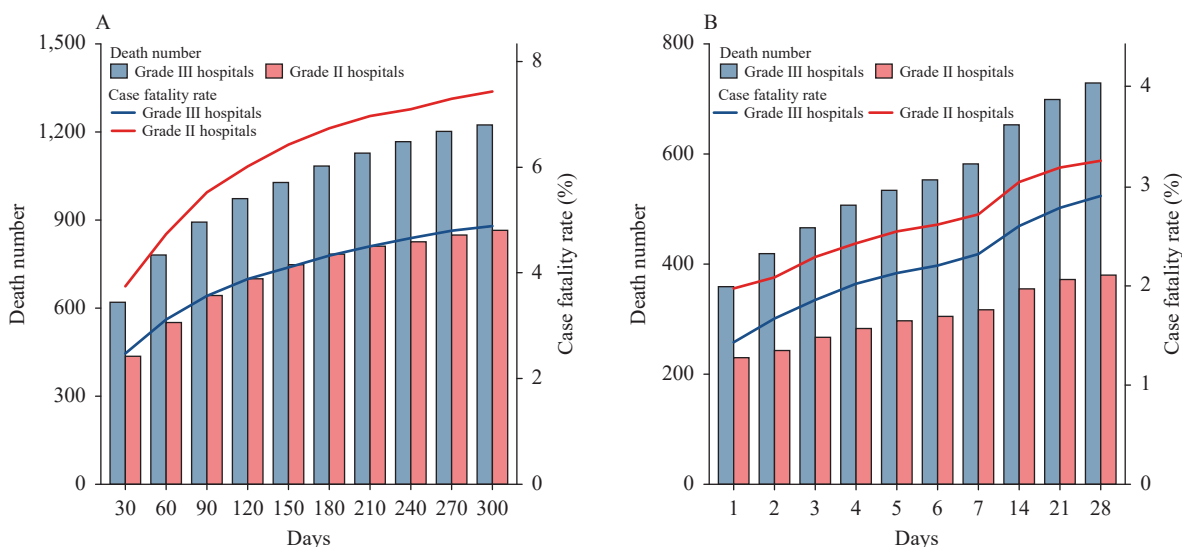 A
Death number
Grade III hospitals Grade II hospitals
Case fatality rate
Grade III hospitals
Grade II hospitals
1,500
1,200
900
600
300
0
Death number
8
6
4
2
0
Case fatality rate (%)
30 60 90 120 150 180 210 240 270 300
Days
B
Death number
Grade III hospitals Grade II hospitals
Case fatality rate
Grade III hospitals Grade II hospitals
800
600
400
200
0
Death number
4
3
2
1
0
Case fatality rate (%)
1 2 3 4 5 6 7 14 21 28
Days